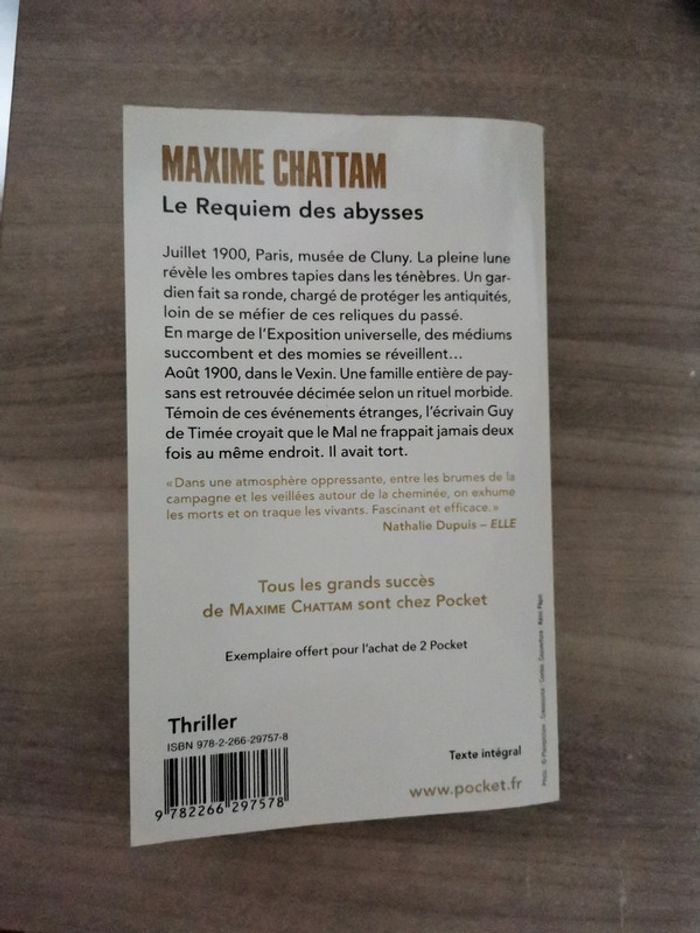 MAXIME CHATTAM
Le Requiem des abysses
Juillet 1900, Paris, musée de Cluny. La pleine lune
révèle les ombres tapies dans les ténèbres. Un gar-
dien fait sa ronde, chargé de protéger les antiquités,
loin de se méfier de ces reliques du passé.
En marge de l'Exposition universelle, des médiums
succombent et des momies se réveillent...
Août 1900, dans le Vexin. Une famille entière de pay-
sans est retrouvée décimée selon un rituel morbide.
Témoin de ces événements étranges, l'écrivain Guy
de Timée croyait que le Mal ne frappait jamais deux
fois au même endroit. Il avait tort.
« Dans une atmosphère oppressante, entre les brumes de la
campagne et les veillées autour de la cheminée, on exhume
les morts et on traque les vivants. Fascinant et efficace. »
Nathalie Dupuis – ELLE
Tous les grands succès
de MAXIME CHATTAM sont chez Pocket
Exemplaire offert pour l'achat de 2 Pocket
Thriller
ISBN 978-2-266-29757-8
9 782266 297578
Texte intégral
www.pocket.fr